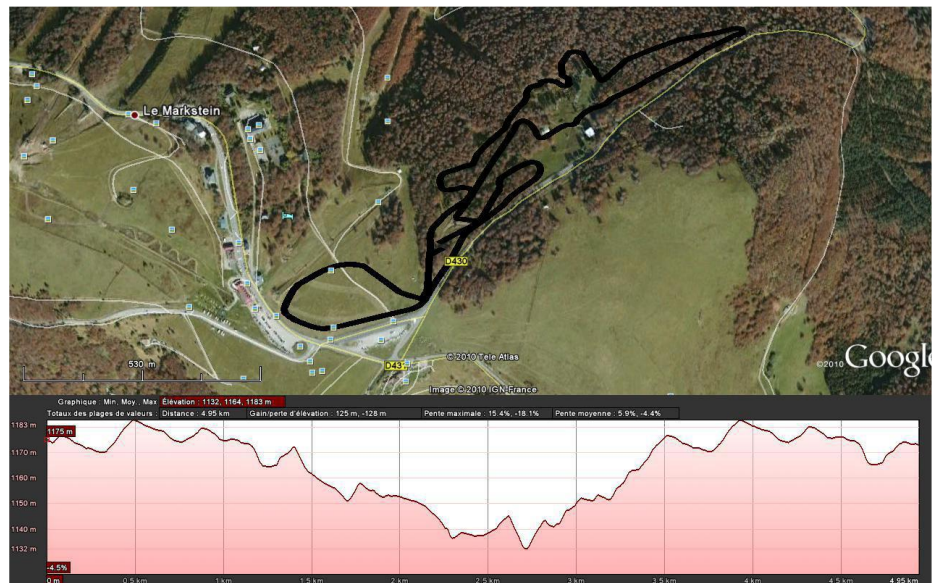 Le Markstein
D430
© 2010 Tele Atlas
D431
©2010 Google
530 m
Image © 2010 IGN-France
Graphique : Min, Moy., Max Élévation : 1132, 1164, 1183 m
Totaux des plages de valeurs : Distance : 4.95 km Gain/perte d'élévation : 125 m, -128 m Pente maximale : 15.4%, -18.1% Pente moyenne : 5.9%, -4.4%
1183 m
1175 m
1170 m
1160 m
1150 m
1140 m
1132 m
-4.5%
0 m 0.5 km 1 km 1.5 km 2 km 2.5 km 3 km 3.5 km 4 km 4.5 km 4.95 km